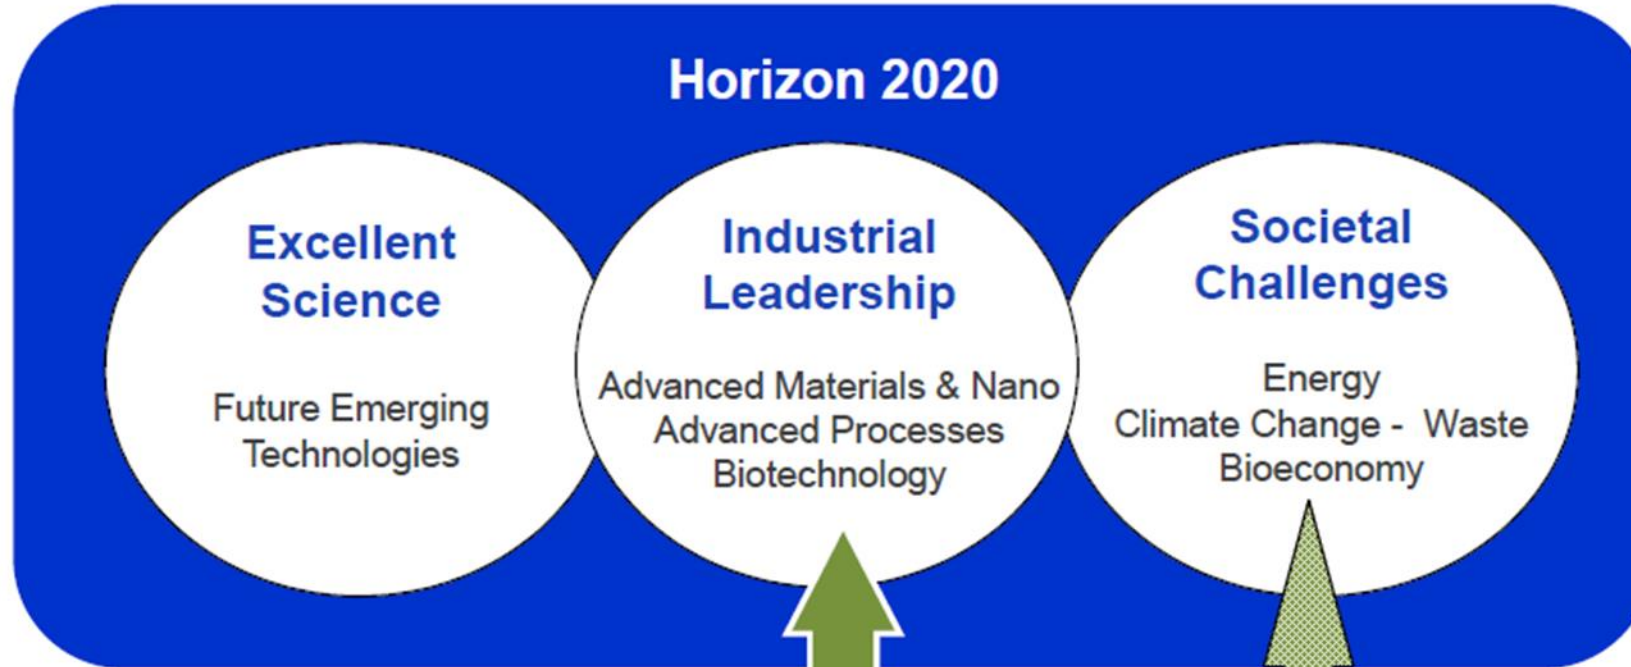 Horizon 2020
Excellent
Science
Future Emerging
Technologies
Industrial
Leadership
Advanced Materials & Nano
Advanced Processes
Biotechnology
Societal
Challenges
Energy
Climate Change - Waste
Bioeconomy